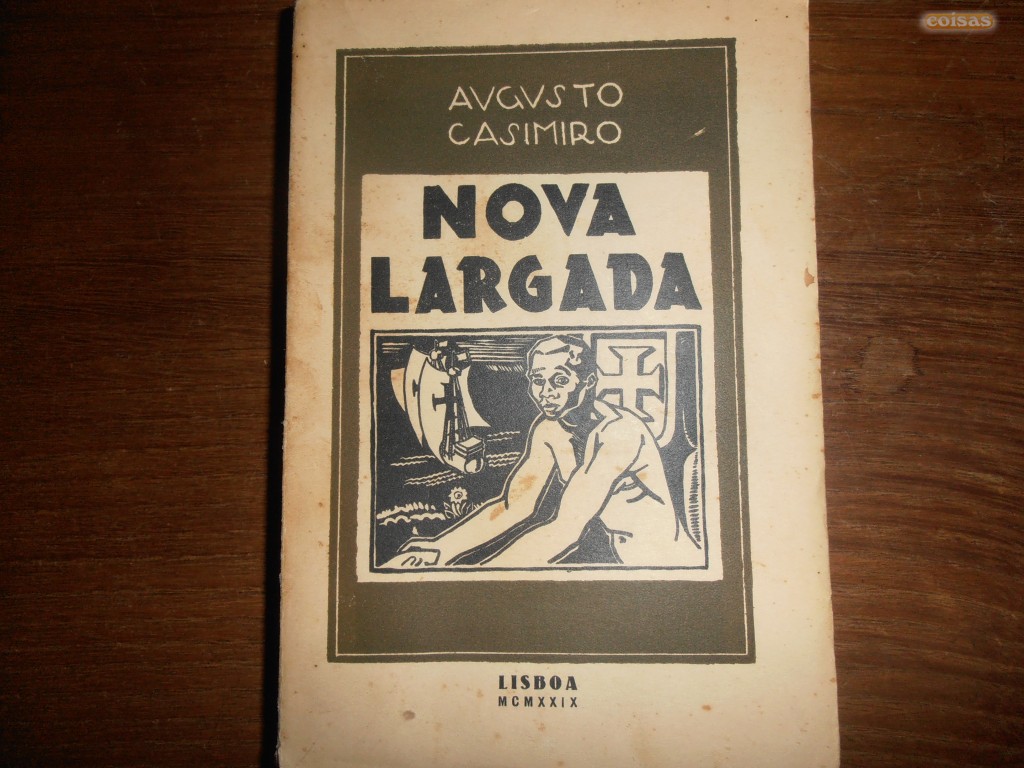 coisas
AVGVSTO
CASIMIRO
NOVA
LARGADA
LISBOA
MCMXXIX